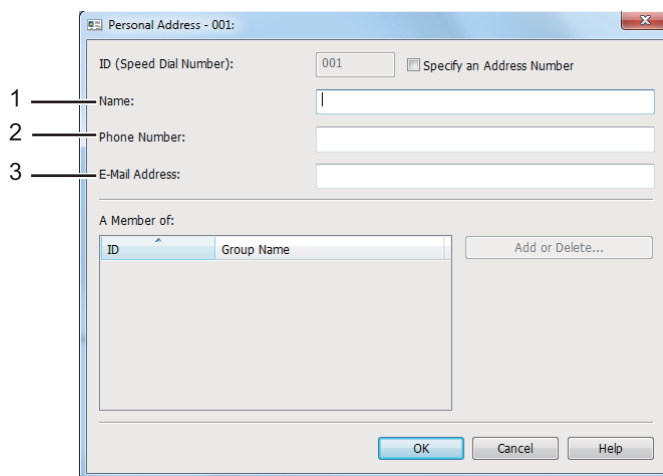 Personal Address - 001:
ID (Speed Dial Number): 001 Specify an Address Number
1 Name:
2 Phone Number:
3 E-Mail Address:
A Member of:
ID Group Name Add or Delete...
OK Cancel Help